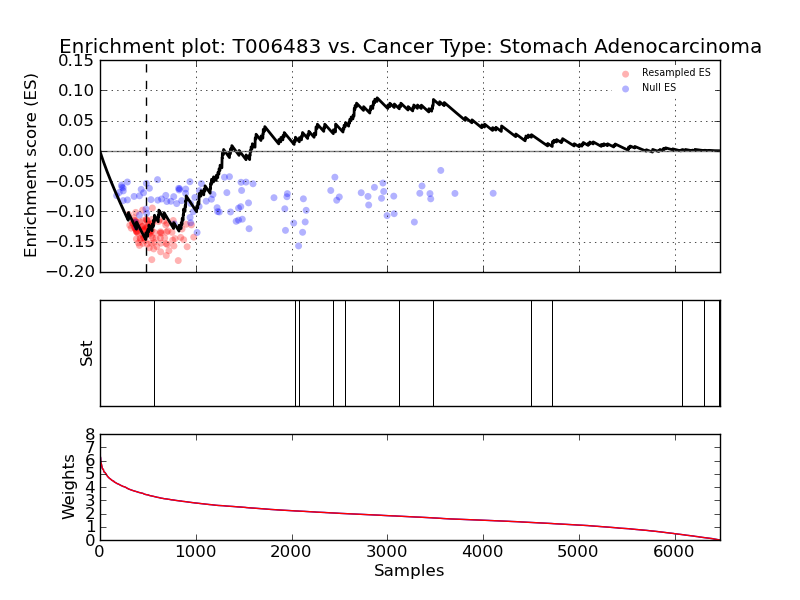 Enrichment plot: T006483 vs. Cancer Type: Stomach Adenocarcinoma
Enrichment score (ES)
0.15
0.10
0.05
0.00
−0.05
−0.10
−0.15
−0.20
Resampled ES
Null ES
Set
Weights
8
7
6
5
4
3
2
1
0
0 1000 2000 3000 4000 5000 6000
Samples